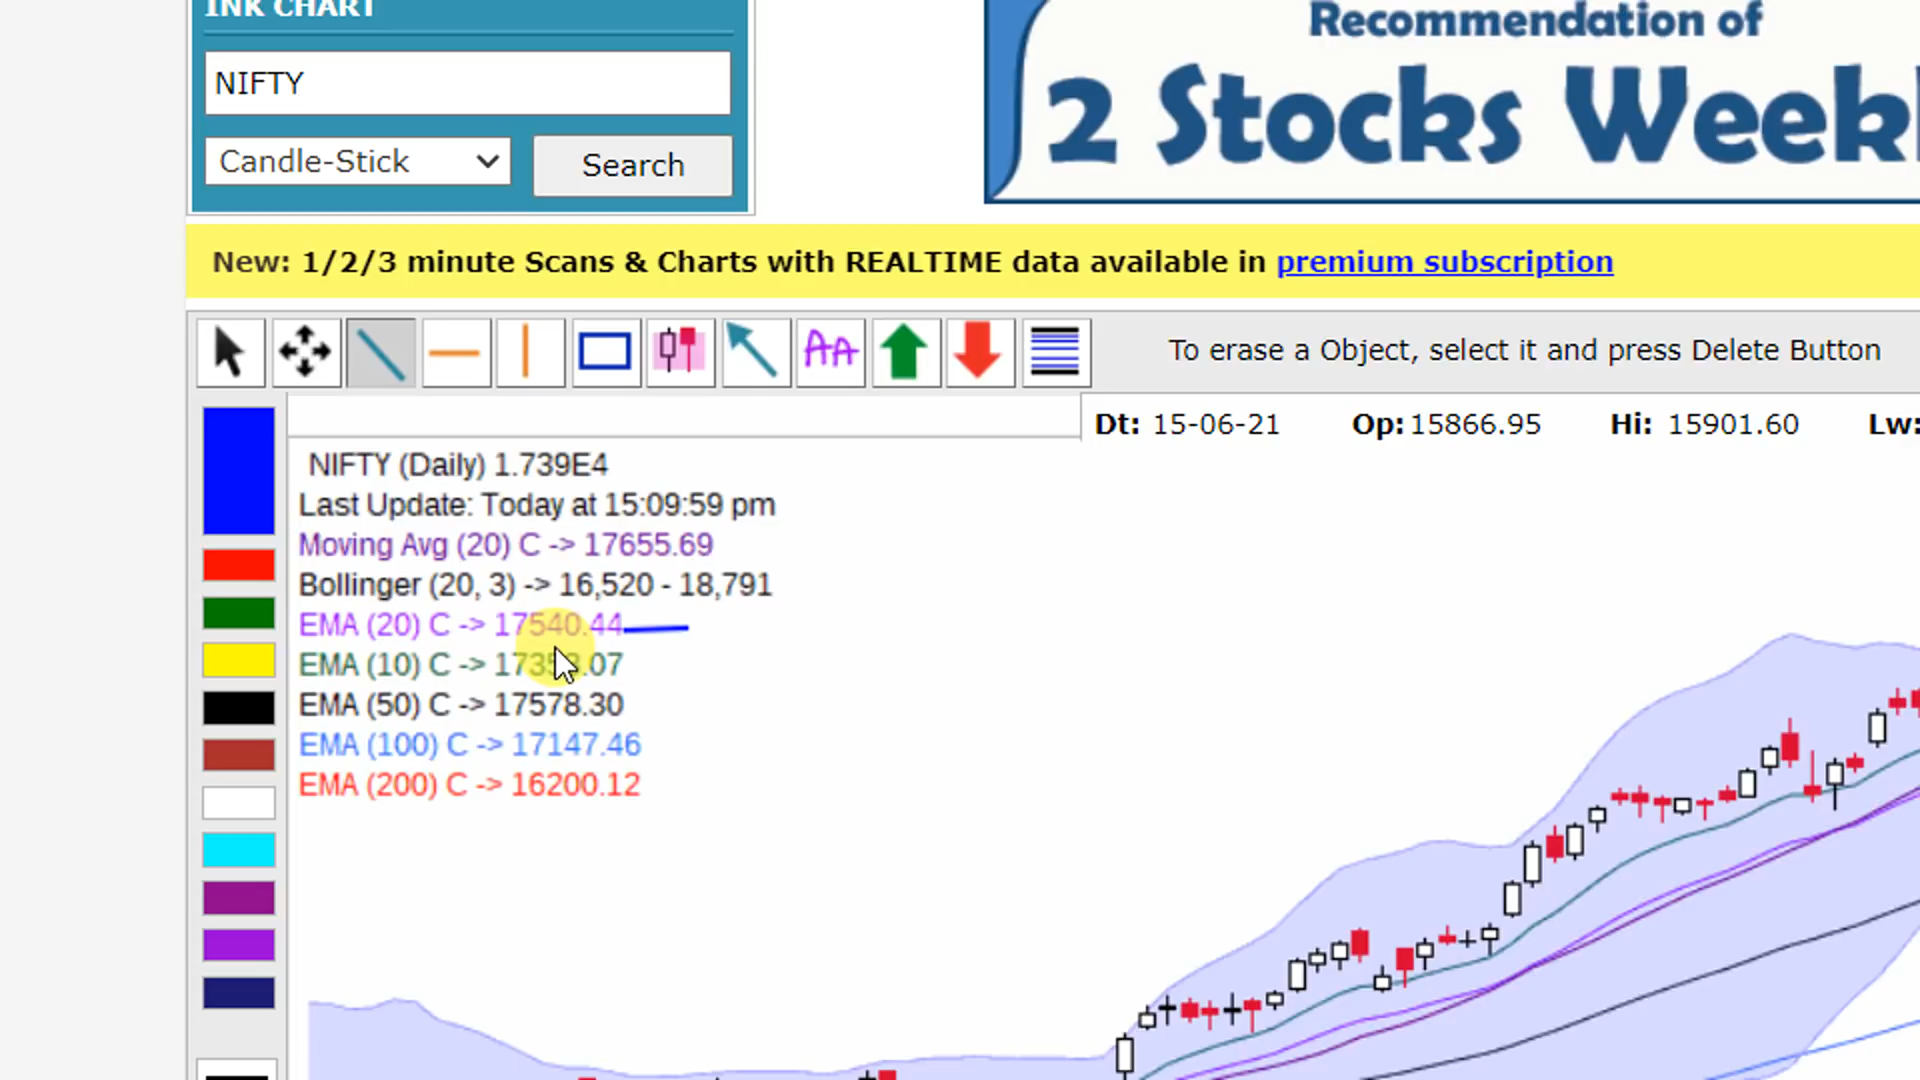 INK CHART
NIFTY
Candle-Stick
Search
Recommendation of
2 Stocks
New: 1/2/3 minute Scans & Charts with REALTIME data available in premium subscription
AA
To erase a Object, select it and press Delete Button
Dt: 15-06-21 Op: 15866.95 Hi: 15901.60 Lw:
NIFTY (Daily) 1.739E4
Last Update: Today at 15:09:59 pm
Moving Avg (20) C -> 17655.69
Bollinger (20, 3) -> 16,520 - 18,791
EMA (20) C -> 17540.44
EMA (10) C ->
EMA (50) C -> 17578.30
EMA (100) C -> 17147.46
EMA (200) C -> 16200.12